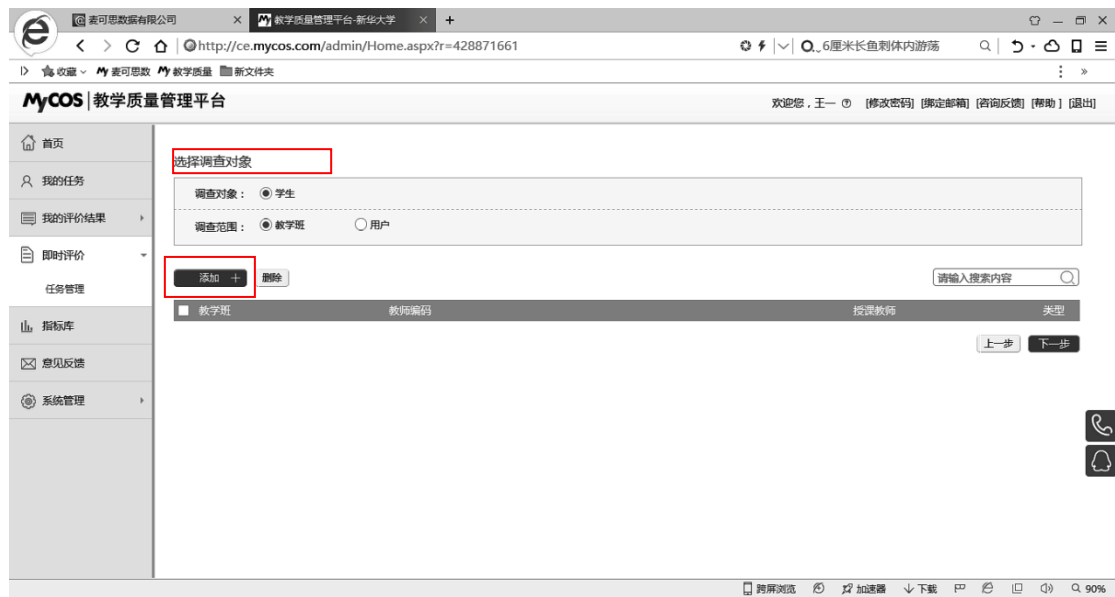 麦可思数据有限公司 × My 教学质量管理平台-新华大学 × +
http://ce.mycos.com/admin/Home.aspx?r=428871661 6厘米长鱼刺体内游荡
收藏 My 麦可思数 My 教学质量 新文件夹 »
MyCOS 教学质量管理平台 欢迎您，王一 [修改密码] [绑定邮箱] [咨询反馈] [帮助] [退出]
首页
选择调查对象
我的任务
调查对象： 学生
我的评价结果
调查范围： 教学班 用户
即时评价
任务管理
添加 + 删除 请输入搜索内容
教学班 教师编码 授课教师 类型
指标库
上一步 下一步
意见反馈
系统管理
跨屏浏览 加速器 下载 90%